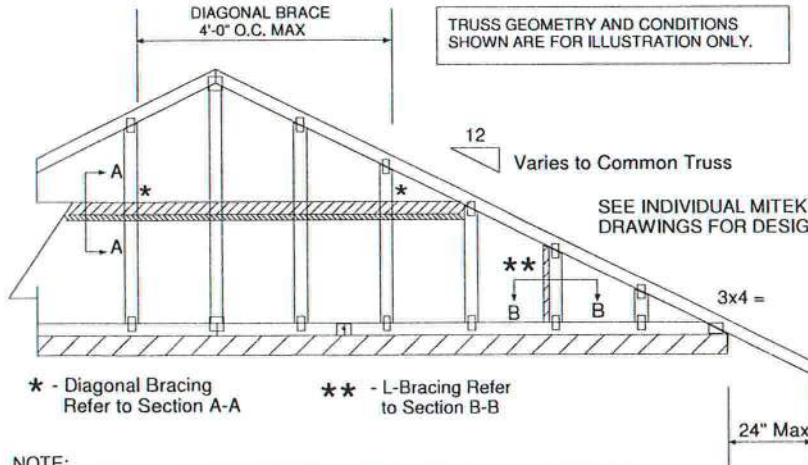 DIAGONAL BRACE
4'-0" O.C. MAX
TRUSS GEOMETRY AND CONDITIONS
SHOWN ARE FOR ILLUSTRATION ONLY.
12
Varies to Common Truss
A
*
*
SEE INDIVIDUAL MITEK
DRAWINGS FOR DESIG
A
**
B
B
3x4 =
* - Diagonal Bracing
Refer to Section A-A
** - L-Bracing Refer
to Section B-B
24" Max
NOTE: